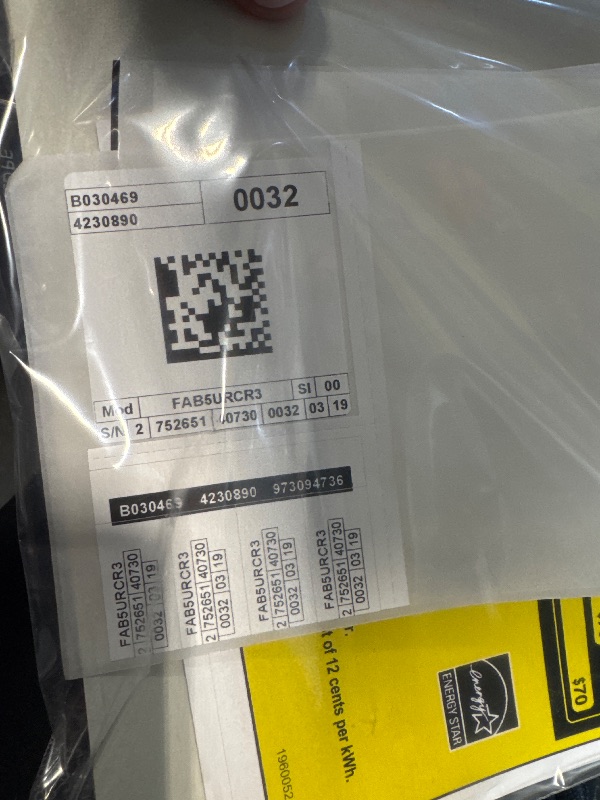 B030469
4230890
0032
Mod FAB5URCR3 SI 00
S/N 2 752651 40730 0032 03 19
B030469 4230890 973094736
FAB5URCR3
2 752651 40730
0032 03 19
FAB5URCR3
2 752651 40730
0032 03 19
FAB5URCR3
2 752651 40730
0032 03 19
FAB5URCR3
2 752651 40730
0032 03 19
r.
t of 12 cents per kWh.
1960052
energy
ENERGY STAR
$70